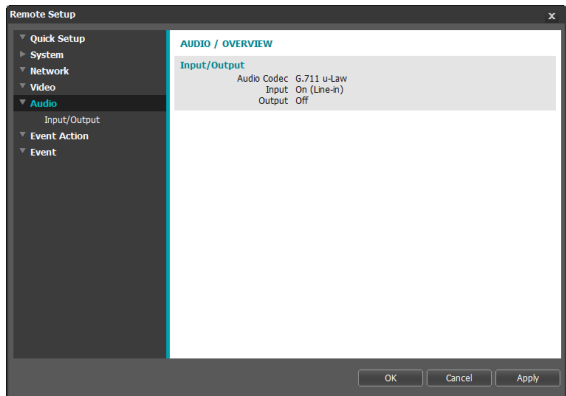 Remote Setup
x
Quick Setup
System
Network
Video
Audio
Input/Output
Event Action
Event
AUDIO / OVERVIEW
Input/Output
Audio Codec G.711 u-Law
Input On (Line-in)
Output Off
OK Cancel Apply